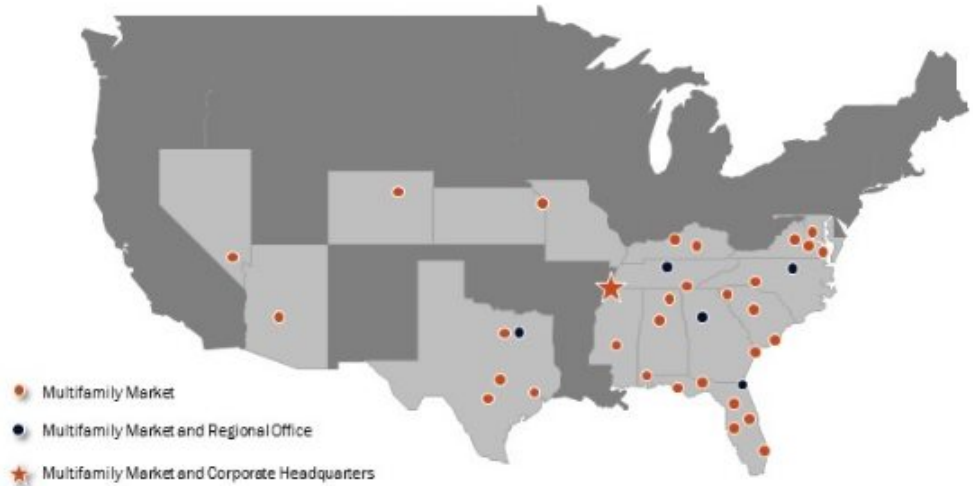 Multifamily Market
Multifamily Market and Regional Office
Multifamily Market and Corporate Headquarters